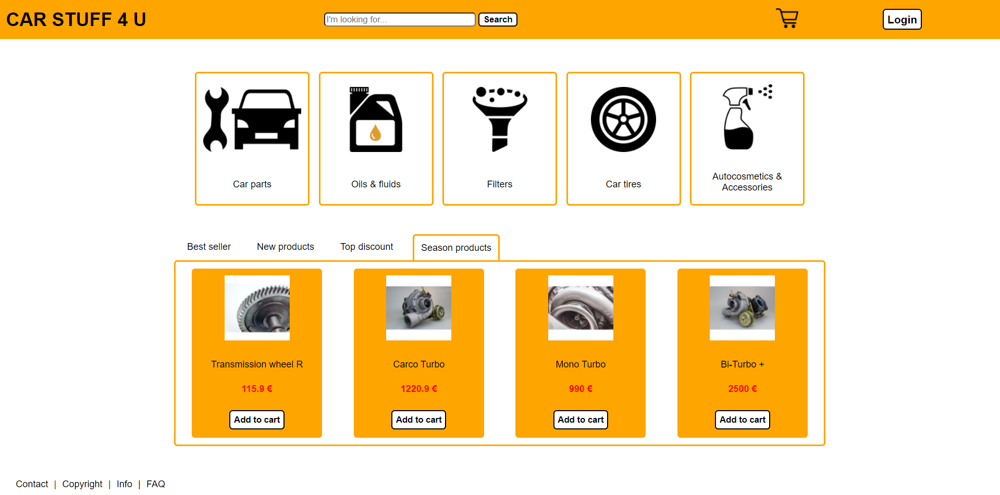 CAR STUFF 4 U
I'm looking for...
Search
Login
Car parts
Oils & fluids
Filters
Car tires
Autocosmetics &
Accessories
Best seller
New products
Top discount
Season products
Transmission wheel R
115.9 €
Add to cart
Carco Turbo
1220.9 €
Add to cart
Mono Turbo
990 €
Add to cart
Bi-Turbo +
2500 €
Add to cart
Contact | Copyright | Info | FAQ